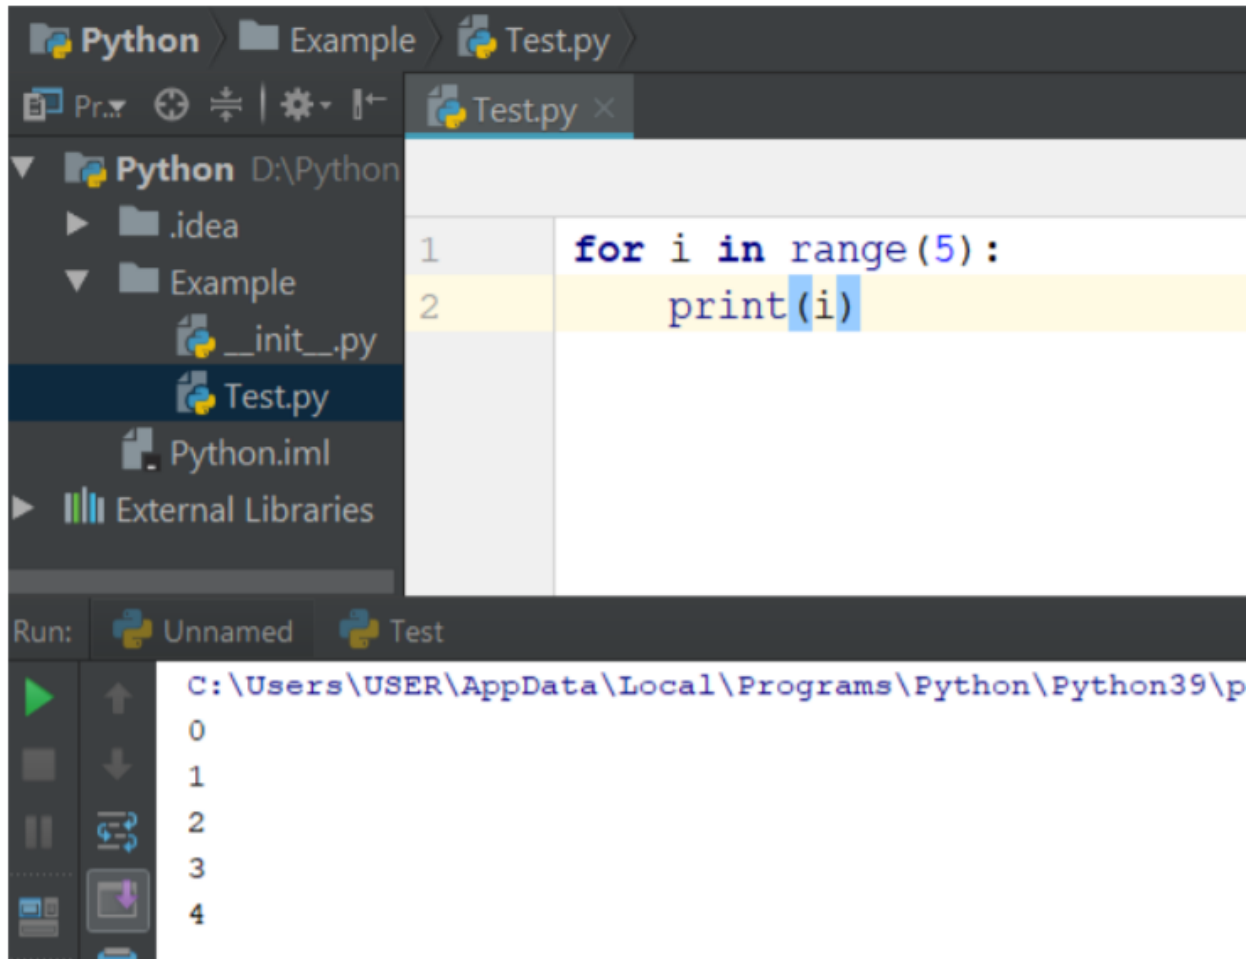 Python Example Test.py
Pr... Test.py
Python D:\Python
.idea
Example
__init__.py
Test.py
Python.iml
External Libraries
1 for i in range(5):
2     print(i)
Run: Unnamed Test
C:\Users\USER\AppData\Local\Programs\Python\Python39\p
0
1
2
3
4